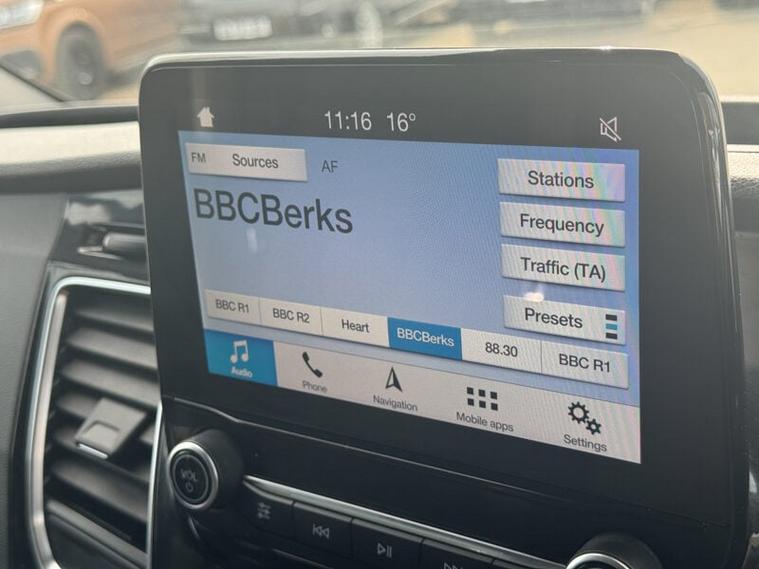 11:16 16°
FM Sources AF
Stations
BBCBerks
Frequency
Traffic (TA)
Presets
BBC R1 BBC R2 Heart BBCBerks 88.30 BBC R1
Audio Phone Navigation Mobile apps Settings
VOL